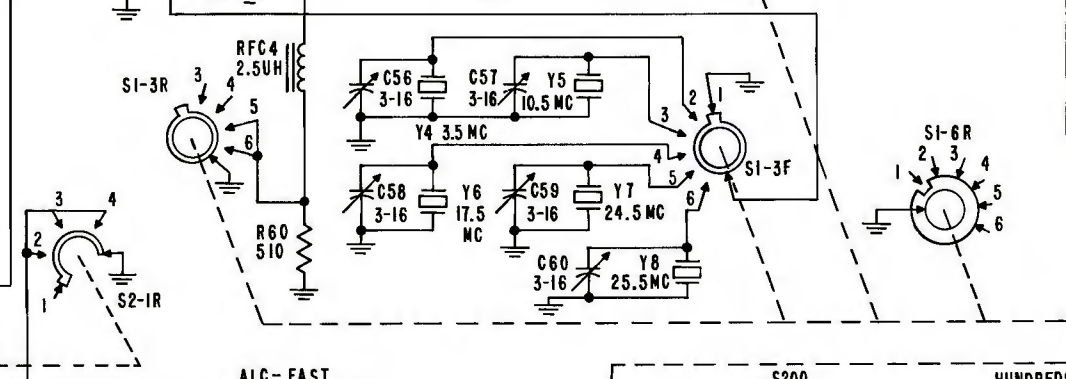 RFC4
2.5UH
S1-3R
3
4
5
6
C56
3-16
C57
3-16
Y5
10.5 MC
Y4 3.5 MC
1
2
3
4
5
6
S1-3F
C58
3-16
Y6
17.5
MC
C59
3-16
Y7
24.5 MC
C60
3-16
Y8
25.5MC
R60
510
S1-6R
1
2
3
4
5
6
3
4
2
1
S2-1R
ALC-FAST
S200
HUNDREDS